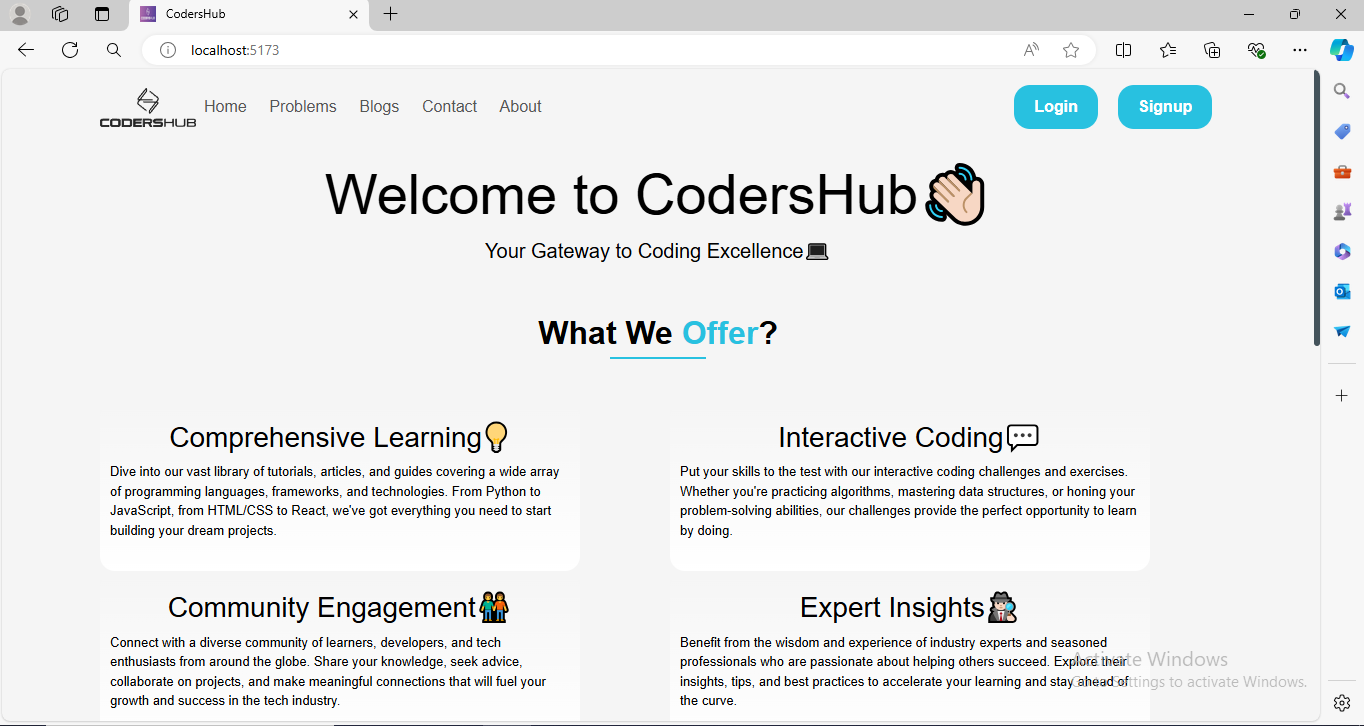 CodersHub
localhost:5173
CODERSHUB
Home Problems Blogs Contact About
Login Signup
Welcome to CodersHub
Your Gateway to Coding Excellence
What We Offer?
Comprehensive Learning
Dive into our vast library of tutorials, articles, and guides covering a wide array
of programming languages, frameworks, and technologies. From Python to
JavaScript, from HTML/CSS to React, we've got everything you need to start
building your dream projects.
Interactive Coding
Put your skills to the test with our interactive coding challenges and exercises.
Whether you're practicing algorithms, mastering data structures, or honing your
problem-solving abilities, our challenges provide the perfect opportunity to learn
by doing.
Community Engagement
Connect with a diverse community of learners, developers, and tech
enthusiasts from around the globe. Share your knowledge, seek advice,
collaborate on projects, and make meaningful connections that will fuel your
growth and success in the tech industry.
Expert Insights
Benefit from the wisdom and experience of industry experts and seasoned
professionals who are passionate about helping others succeed. Explore their
insights, tips, and best practices to accelerate your learning and stay ahead of
the curve.
Activate Windows
Go to Settings to activate Windows.